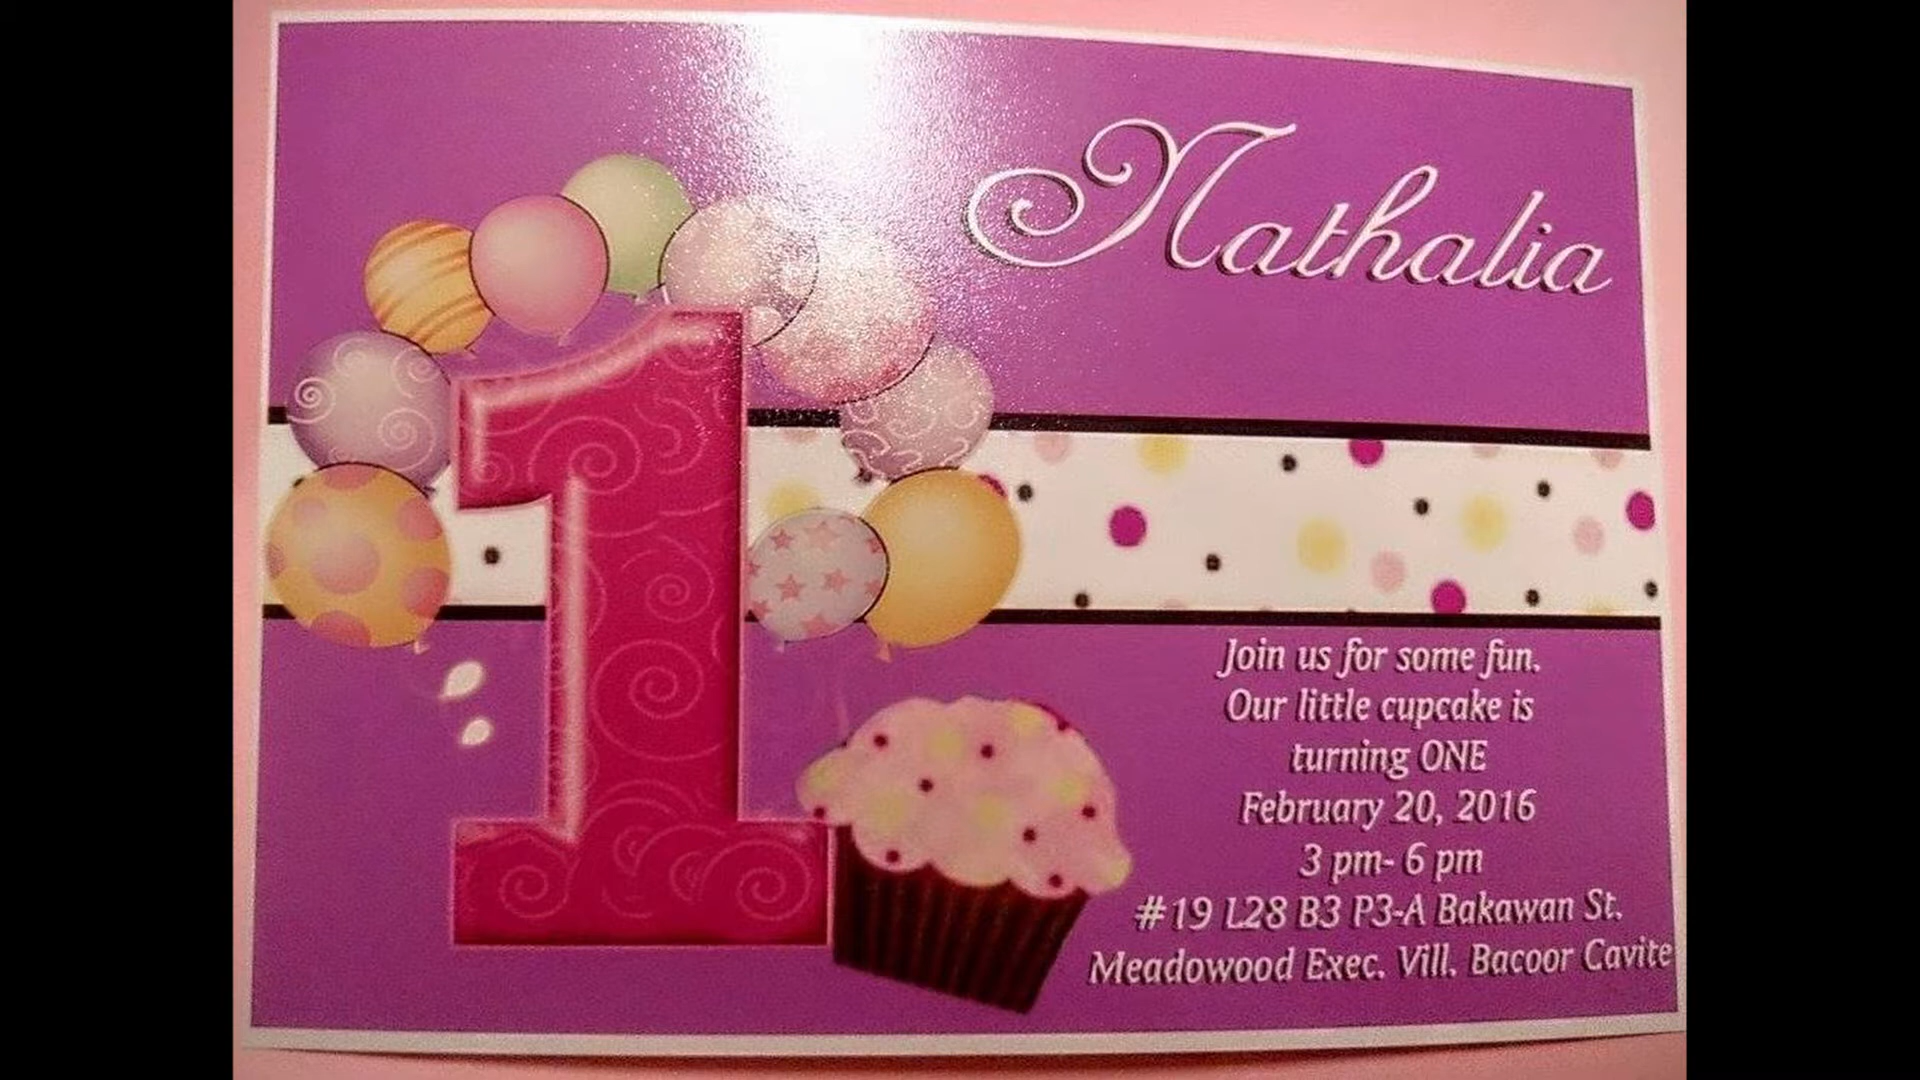 Nathalia
1
Join us for some fun.
Our little cupcake is
turning ONE
February 20, 2016
3 pm- 6 pm
#19 L28 B3 P3-A Bakawan St.
Meadowood Exec. Vill. Bacoor Cavite